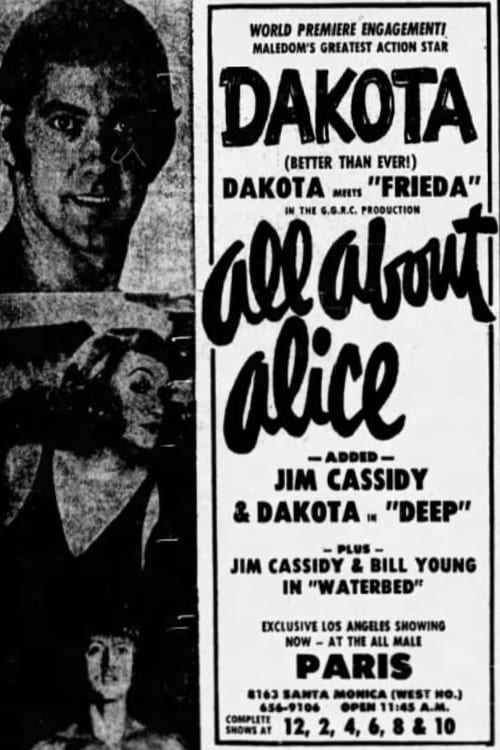 WORLD PREMIERE ENGAGEMENT!
MALEDOM'S GREATEST ACTION STAR
DAKOTA
(BETTER THAN EVER!)
DAKOTA MEETS "FRIEDA"
IN THE G.G.R.C. PRODUCTION
all about
alice
– ADDED –
JIM CASSIDY
& DAKOTA IN "DEEP"
– PLUS –
JIM CASSIDY & BILL YOUNG
IN "WATERBED"
EXCLUSIVE LOS ANGELES SHOWING
NOW – AT THE ALL MALE
PARIS
8163 SANTA MONICA (WEST HO.)
656-9106 OPEN 11:45 A.M.
COMPLETE
SHOWS AT 12, 2, 4, 6, 8 & 10